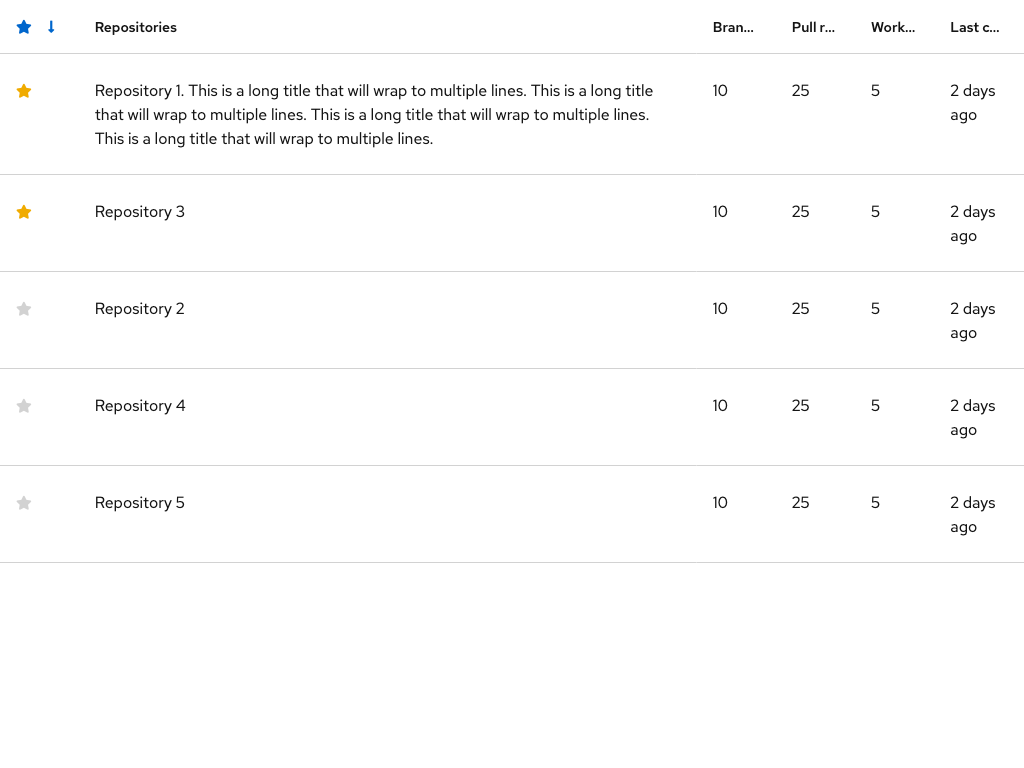 Repositories Bran... Pull r... Work... Last c...
Repository 1. This is a long title that will wrap to multiple lines. This is a long title 10 25 5 2 days
that will wrap to multiple lines. This is a long title that will wrap to multiple lines. ago
This is a long title that will wrap to multiple lines.
Repository 3 10 25 5 2 days
ago
Repository 2 10 25 5 2 days
ago
Repository 4 10 25 5 2 days
ago
Repository 5 10 25 5 2 days
ago